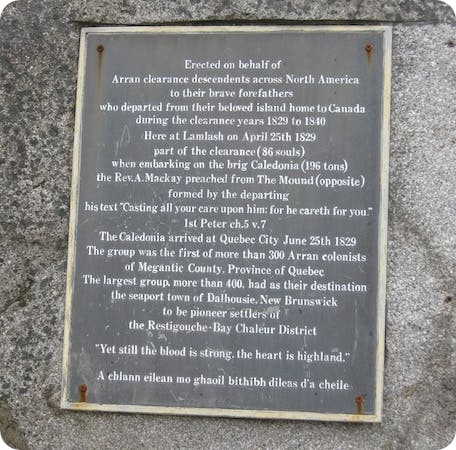 Erected on behalf of
Arran clearance descendents across North America
to their brave forefathers
who departed from their beloved island home to Canada
during the clearance years 1829 to 1840
Here at Lamlash on April 25th 1829
part of the clearance (86 souls)
when embarking on the brig Caledonia (196 tons)
the Rev. A. Mackay preached from The Mound (opposite)
formed by the departing
his text "Casting all your care upon him: for he careth for you."
1st Peter ch.5 v.7
The Caledonia arrived at Quebec City June 25th 1829
The group was the first of more than 300 Arran colonists
of Megantic County, Province of Quebec
The largest group, more than 400, had as their destination
the seaport town of Dalhousie, New Brunswick
to be pioneer settlers of
the Restigouche-Bay Chaleur District
"Yet still the blood is strong, the heart is highland,"
A chlann eilean mo ghaoil bithibh dileas d'a cheile